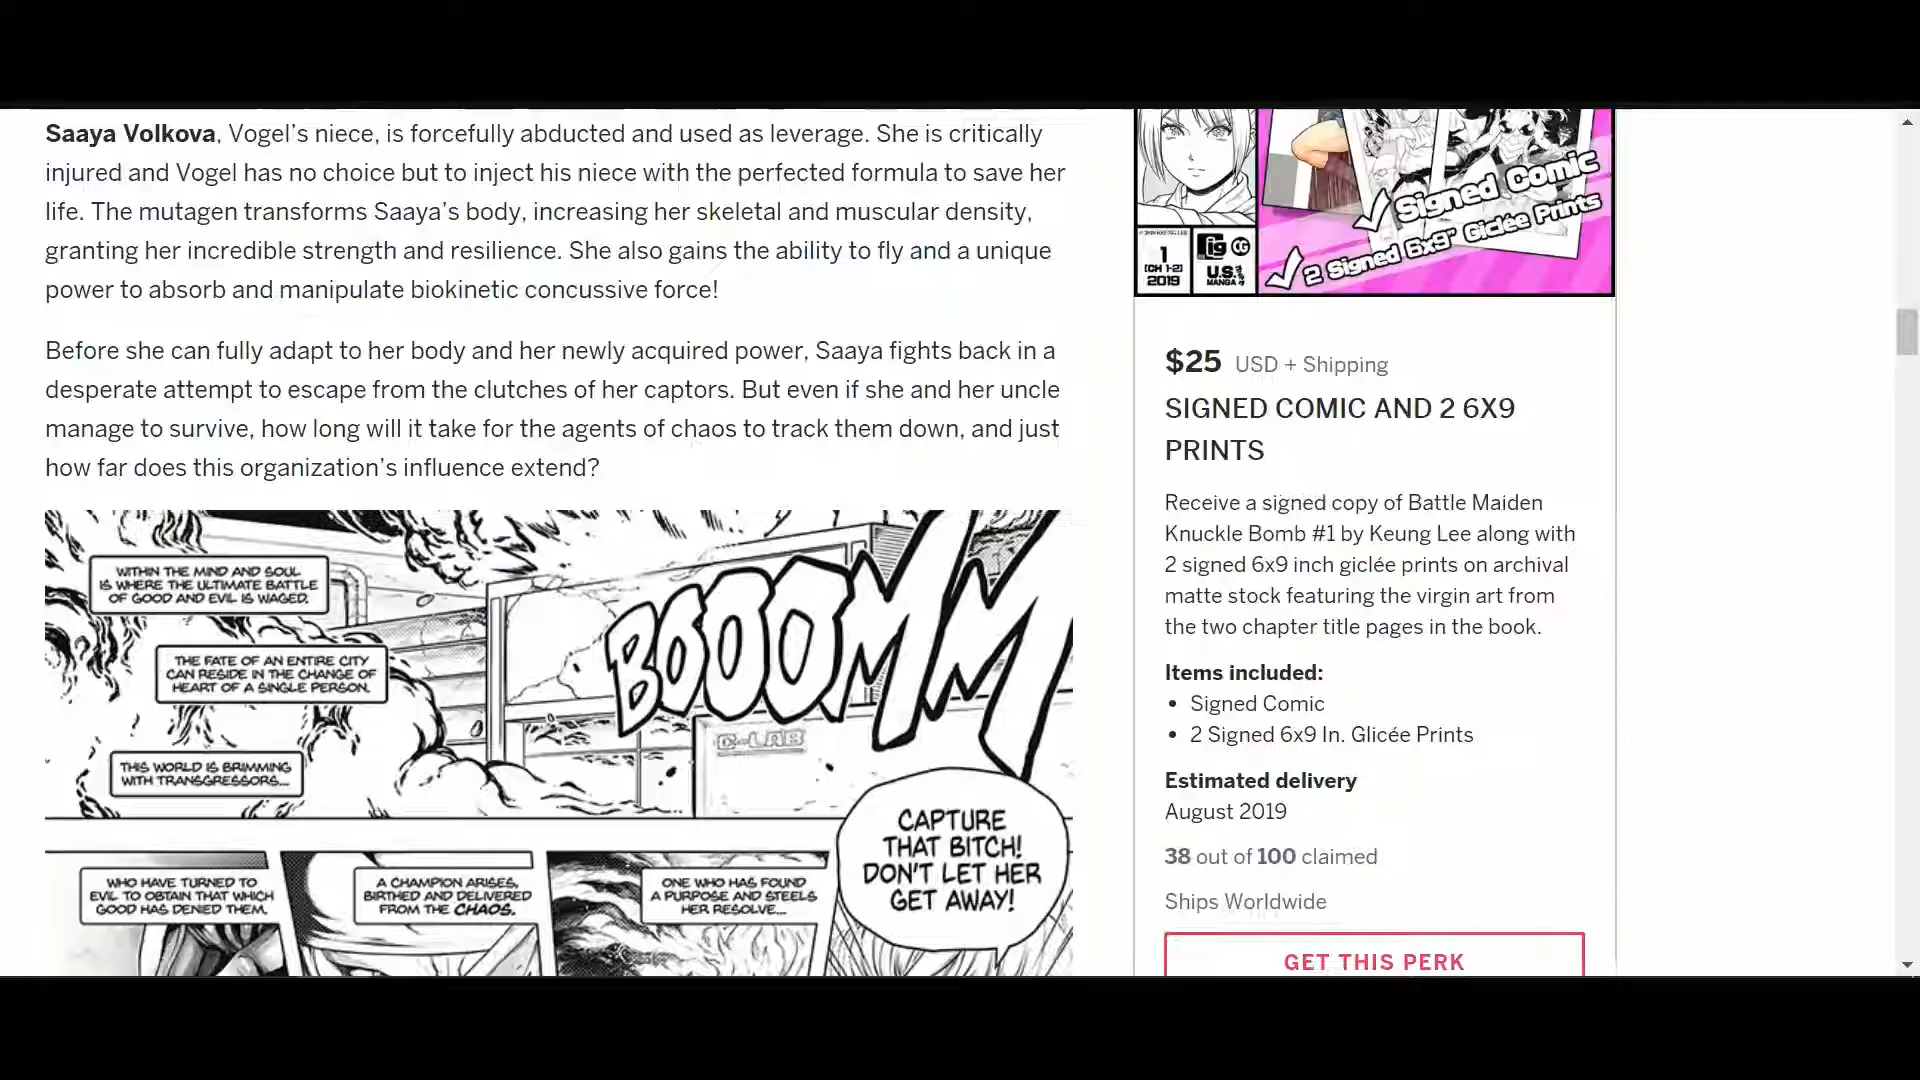 Saaya Volkova, Vogel’s niece, is forcefully abducted and used as leverage. She is critically
injured and Vogel has no choice but to inject his niece with the perfected formula to save her
life. The mutagen transforms Saaya’s body, increasing her skeletal and muscular density,
granting her incredible strength and resilience. She also gains the ability to fly and a unique
power to absorb and manipulate biokinetic concussive force!
Before she can fully adapt to her body and her newly acquired power, Saaya fights back in a
desperate attempt to escape from the clutches of her captors. But even if she and her uncle
manage to survive, how long will it take for the agents of chaos to track them down, and just
how far does this organization’s influence extend?
WITHIN THE MIND AND SOUL
IS WHERE THE ULTIMATE BATTLE
OF GOOD AND EVIL IS WAGED.
BOOOMM
THE FATE OF AN ENTIRE CITY
CAN RESIDE IN THE CHANGE OF
HEART OF A SINGLE PERSON.
C-LAB
THIS WORLD IS BRIMMING
WITH TRANSGRESSORS...
CAPTURE
THAT BITCH!
DON'T LET HER
GET AWAY!
WHO HAVE TURNED TO
EVIL TO OBTAIN THAT WHICH
GOOD HAS DENIED THEM.
A CHAMPION ARISES,
BIRTHED AND DELIVERED
FROM THE CHAOS.
ONE WHO HAS FOUND
A PURPOSE AND STEELS
HER RESOLVE...
Signed Comic
2 Signed 6x9" Giclée Prints
1
[CH 1-2]
2019
CG
U.S.
MANGA
$25 USD + Shipping
SIGNED COMIC AND 2 6X9
PRINTS
Receive a signed copy of Battle Maiden
Knuckle Bomb #1 by Keung Lee along with
2 signed 6x9 inch giclée prints on archival
matte stock featuring the virgin art from
the two chapter title pages in the book.
Items included:
• Signed Comic
• 2 Signed 6x9 In. Glicée Prints
Estimated delivery
August 2019
38 out of 100 claimed
Ships Worldwide
GET THIS PERK